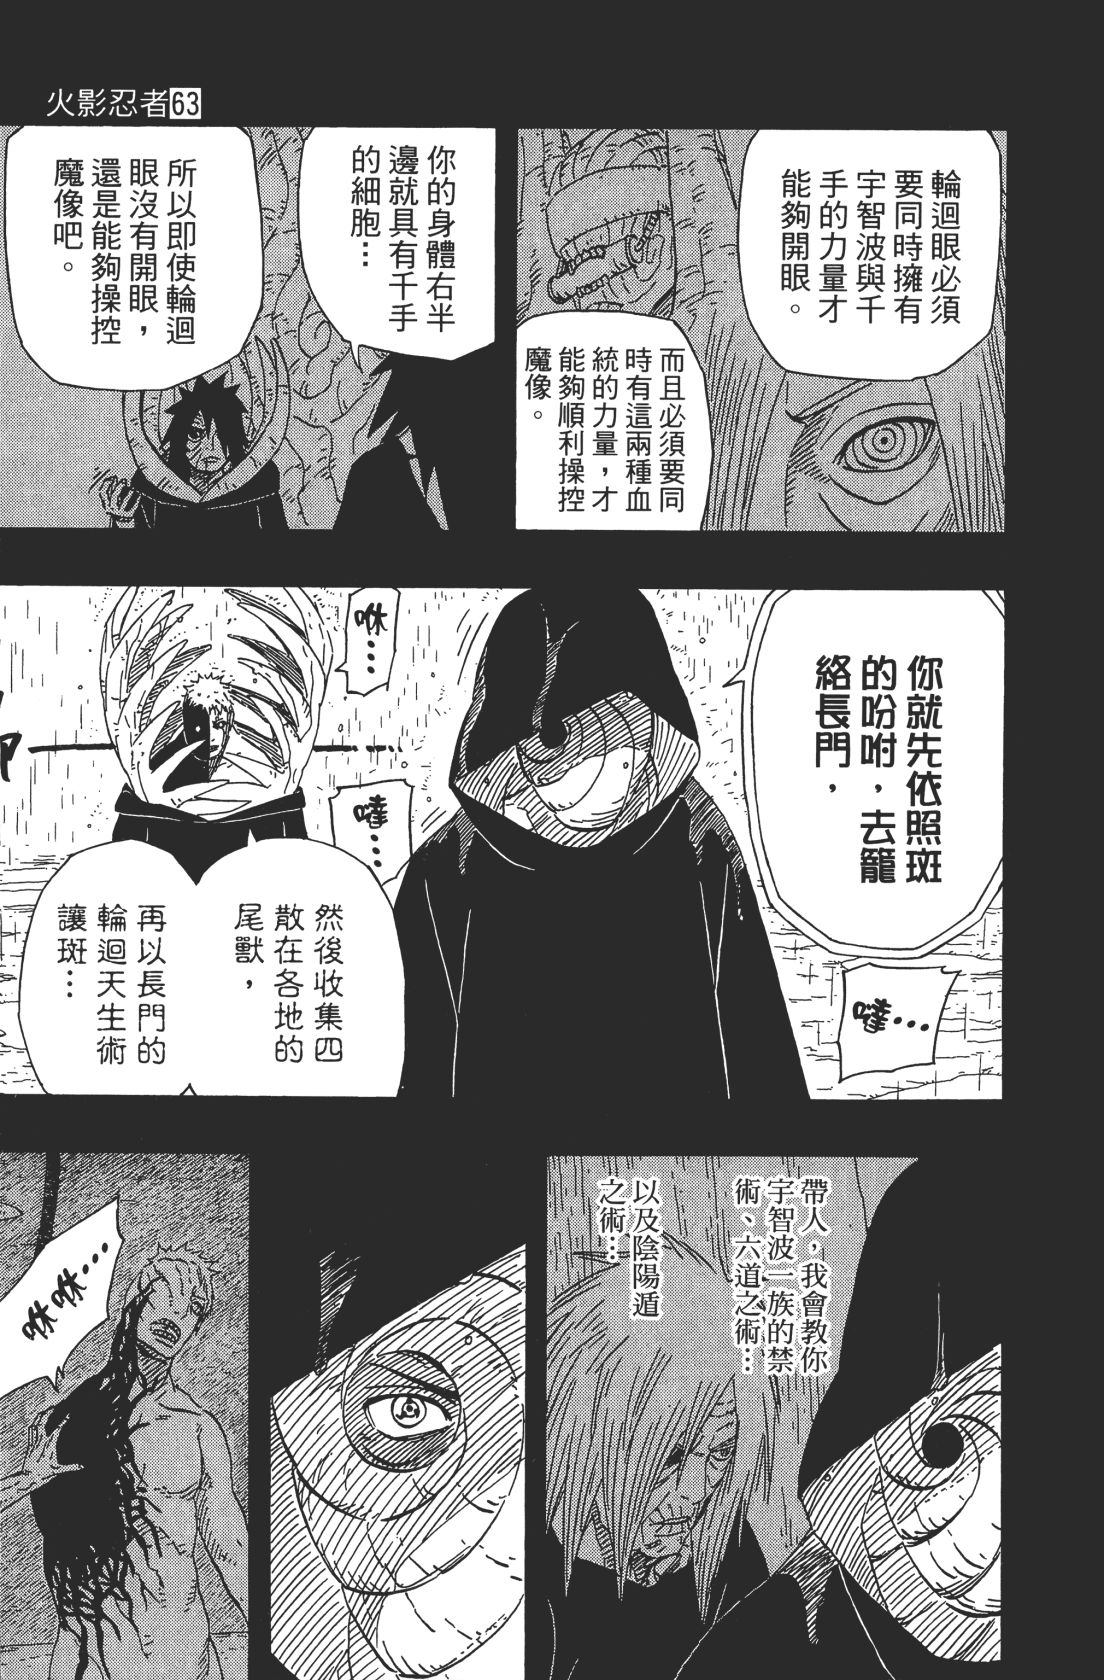 火影忍者63
輪迴眼必須
要同時擁有
宇智波與千
手的力量才
能夠開眼。
而且必須要同
時有這兩種血
統的力量，才
能夠順利操控
魔像。
你的身體右半
邊就具有千手
的細胞…
所以即使輪迴
眼沒有開眼，
還是能夠操控
魔像吧。
你就先依照斑
的吩咐，去籠
絡長門，
噠…
咻…
噠…
然後收集四
散在各地的
尾獸，
再以長門的
輪迴天生術
讓斑…
帶人，我會教你
宇智波一族的禁
術、六道之術…
以及陰陽遁
之術…
咻咻…